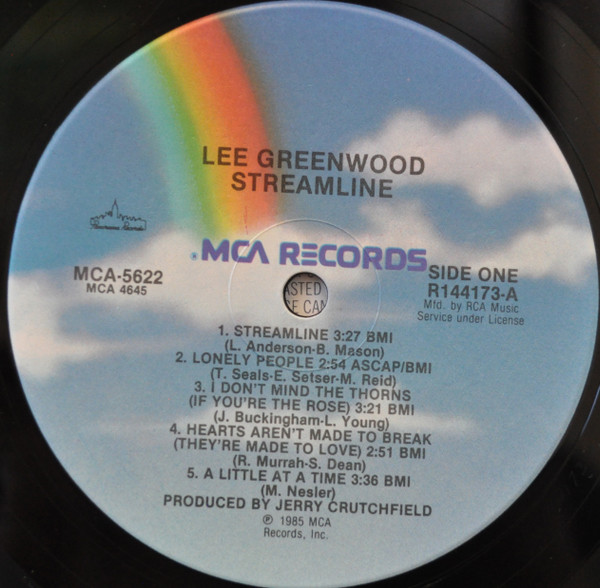 LEE GREENWOOD
STREAMLINE
MCA RECORDS
MCA-5622
MCA 4645
SIDE ONE
R144173-A
Mfd. by RCA Music
Service under License
ASTED
CE CAN
1. STREAMLINE 3:27 BMI
(L. Anderson-B. Mason)
2. LONELY PEOPLE 2:54 ASCAP/BMI
(T. Seals-E. Setser-M. Reid)
3. I DON'T MIND THE THORNS
(IF YOU'RE THE ROSE) 3:21 BMI
(J. Buckingham-L. Young)
4. HEARTS AREN'T MADE TO BREAK
(THEY'RE MADE TO LOVE) 2:51 BMI
(R. Murrah-S. Dean)
5. A LITTLE AT A TIME 3:36 BMI
(M. Nesler)
PRODUCED BY JERRY CRUTCHFIELD
℗ 1985 MCA
Records, Inc.